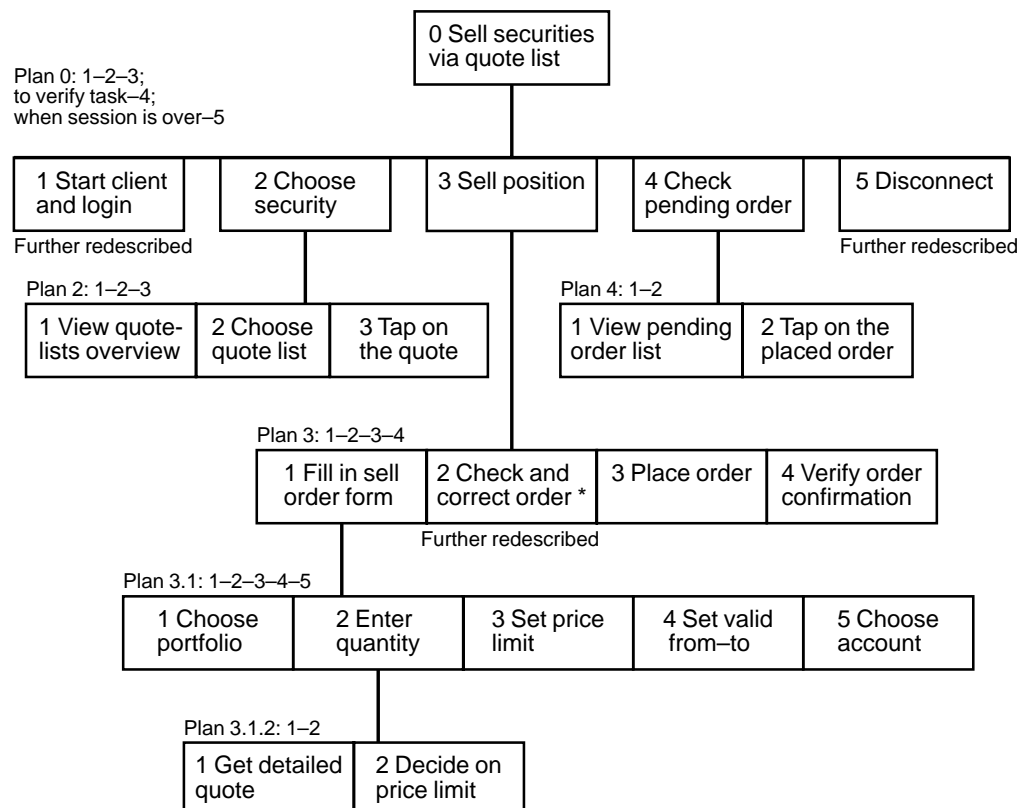 0 Sell securities
via quote list
Plan 0: 1–2–3;
to verify task–4;
when session is over–5
1 Start client
and login
2 Choose
security
3 Sell position
4 Check
pending order
5 Disconnect
Further redescribed
Further redescribed
Plan 2: 1–2–3
1 View quote-
lists overview
2 Choose
quote list
3 Tap on
the quote
Plan 4: 1–2
1 View pending
order list
2 Tap on the
placed order
Plan 3: 1–2–3–4
1 Fill in sell
order form
2 Check and
correct order *
3 Place order
4 Verify order
confirmation
Further redescribed
Plan 3.1: 1–2–3–4–5
1 Choose
portfolio
2 Enter
quantity
3 Set price
limit
4 Set valid
from–to
5 Choose
account
Plan 3.1.2: 1–2
1 Get detailed
quote
2 Decide on
price limit